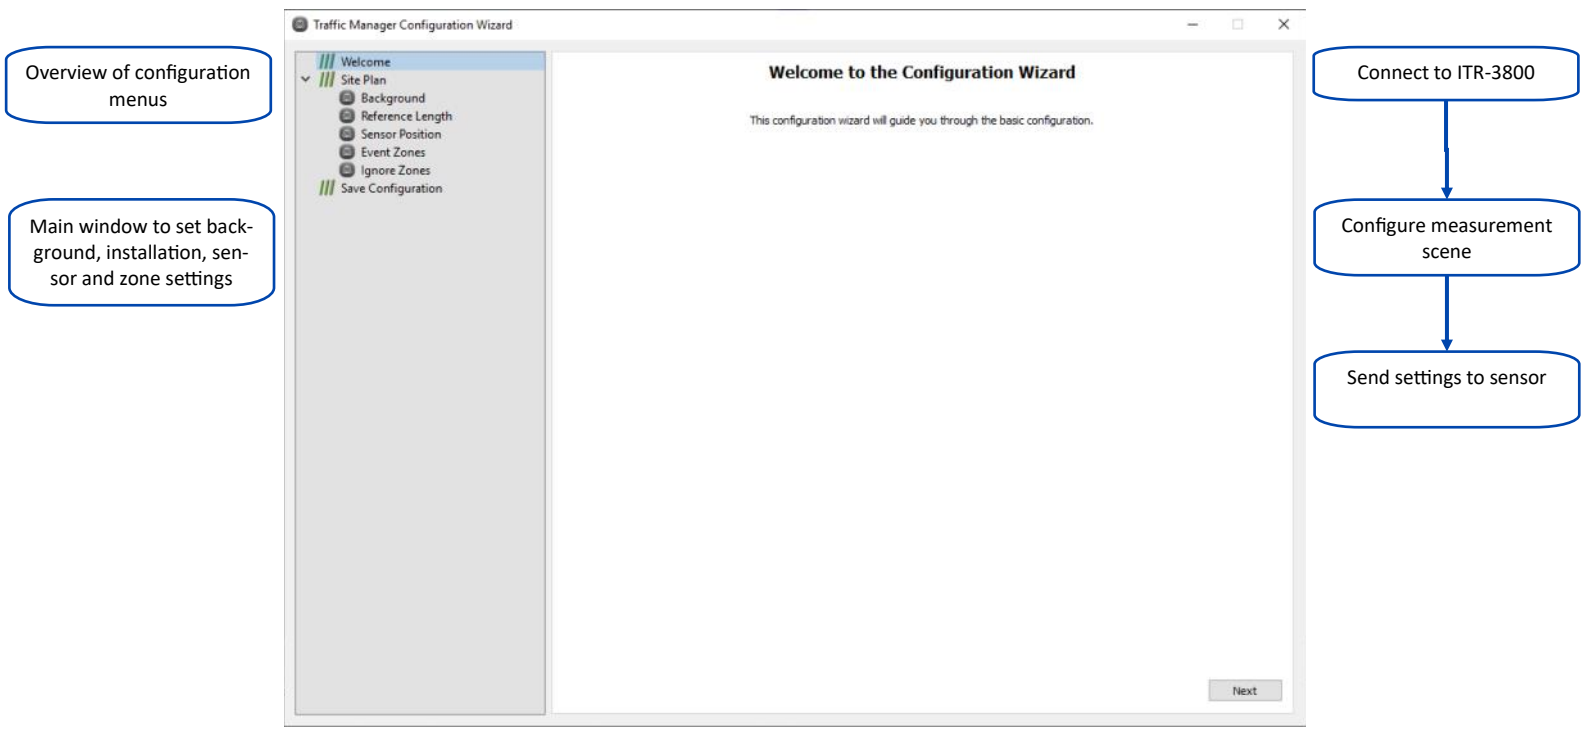 Traffic Manager Configuration Wizard
Overview of configuration
menus
Main window to set back-
ground, installation, sen-
sor and zone settings
Welcome
Site Plan
Background
Reference Length
Sensor Position
Event Zones
Ignore Zones
Save Configuration
Welcome to the Configuration Wizard
This configuration wizard will guide you through the basic configuration.
Next
Connect to ITR-3800
Configure measurement
scene
Send settings to sensor